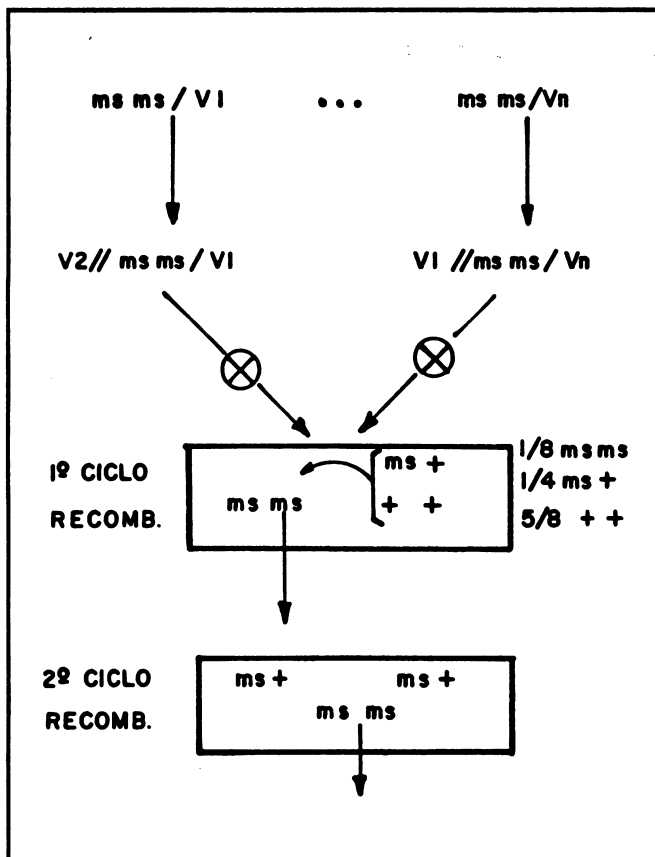 ms ms / V1 ... ms ms/Vn
V2// ms ms / V1 V1 //ms ms / Vn
1º CICLO
RECOMB.
ms +
ms ms + +
1/8 ms ms
1/4 ms +
5/8 + +
2º CICLO
RECOMB.
ms + ms +
ms ms